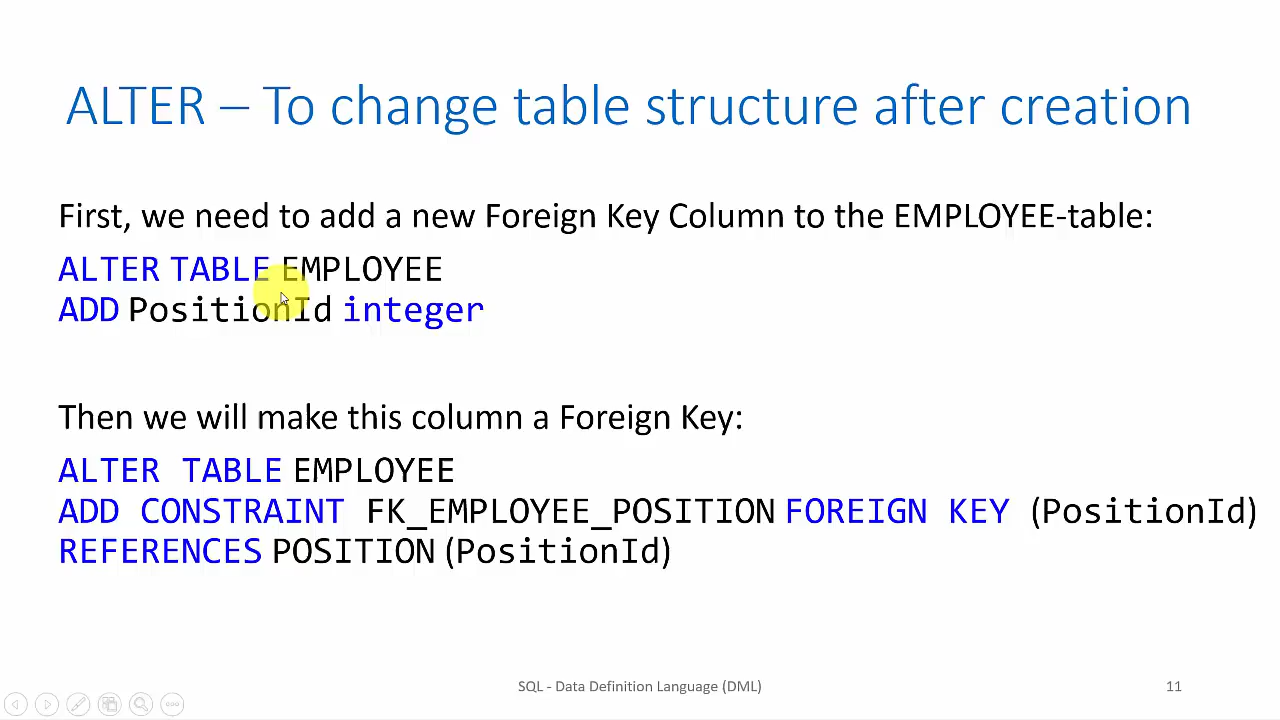 ALTER – To change table structure after creation
First, we need to add a new Foreign Key Column to the EMPLOYEE-table:
ALTER TABLE EMPLOYEE
ADD PositionId integer
Then we will make this column a Foreign Key:
ALTER TABLE EMPLOYEE
ADD CONSTRAINT FK_EMPLOYEE_POSITION FOREIGN KEY (PositionId)
REFERENCES POSITION (PositionId)
SQL - Data Definition Language (DML)
11